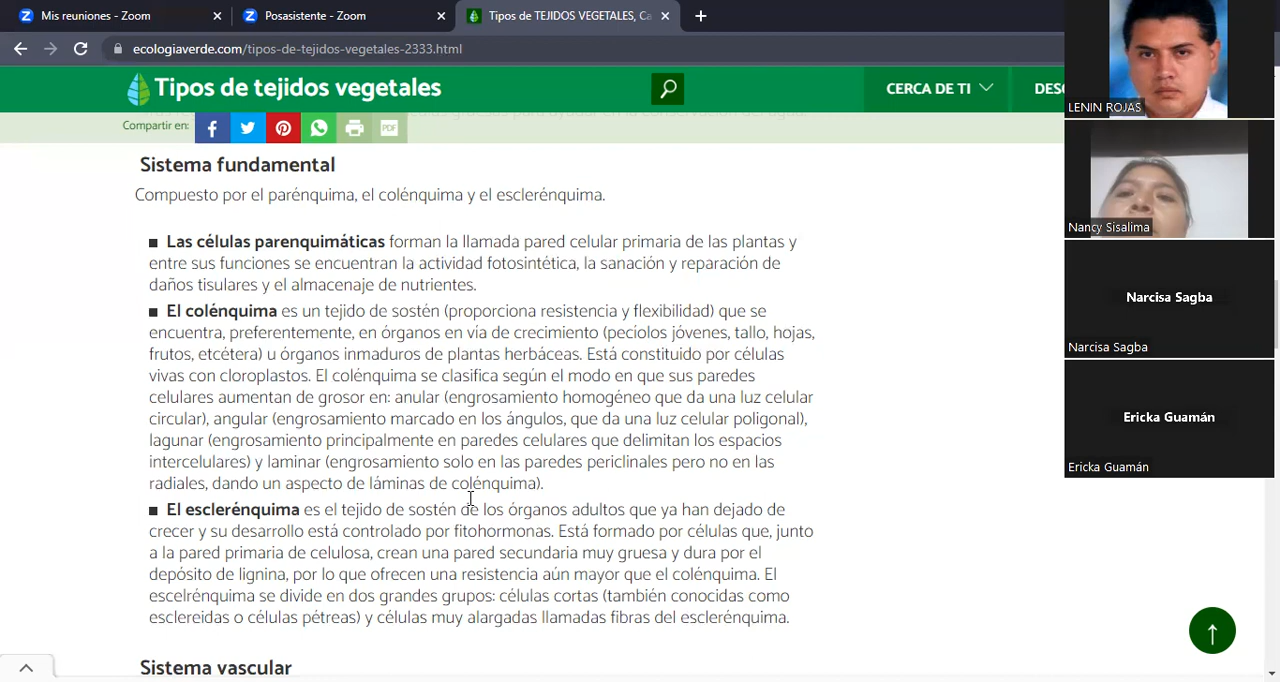 Mis reuniones - Zoom
Posasistente - Zoom
Tipos de TEJIDOS VEGETALES, Ca
ecologiaverde.com/tipos-de-tejidos-vegetales-2333.html
Tipos de tejidos vegetales
CERCA DE TI
DES
Compartir en:
PDF
Sistema fundamental
Compuesto por el parénquima, el colénquima y el esclerénquima.
Las células parenquimáticas forman la llamada pared celular primaria de las plantas y
entre sus funciones se encuentran la actividad fotosintética, la sanación y reparación de
daños tisulares y el almacenaje de nutrientes.
El colénquima es un tejido de sostén (proporciona resistencia y flexibilidad) que se
encuentra, preferentemente, en órganos en vía de crecimiento (pecíolos jóvenes, tallo, hojas,
frutos, etcétera) u órganos inmaduros de plantas herbáceas. Está constituido por células
vivas con cloroplastos. El colénquima se clasifica según el modo en que sus paredes
celulares aumentan de grosor en: anular (engrosamiento homogéneo que da una luz celular
circular), angular (engrosamiento marcado en los ángulos, que da una luz celular poligonal),
lagunar (engrosamiento principalmente en paredes celulares que delimitan los espacios
intercelulares) y laminar (engrosamiento solo en las paredes periclinales pero no en las
radiales, dando un aspecto de láminas de colénquima).
El esclerénquima es el tejido de sostén de los órganos adultos que ya han dejado de
crecer y su desarrollo está controlado por fitohormonas. Está formado por células que, junto
a la pared primaria de celulosa, crean una pared secundaria muy gruesa y dura por el
depósito de lignina, por lo que ofrecen una resistencia aún mayor que el colénquima. El
escelrénquima se divide en dos grandes grupos: células cortas (también conocidas como
esclereidas o células pétreas) y células muy alargadas llamadas fibras del esclerénquima.
Sistema vascular
LENIN ROJAS
Nancy Sisalima
Narcisa Sagba
Narcisa Sagba
Ericka Guamán
Ericka Guamán